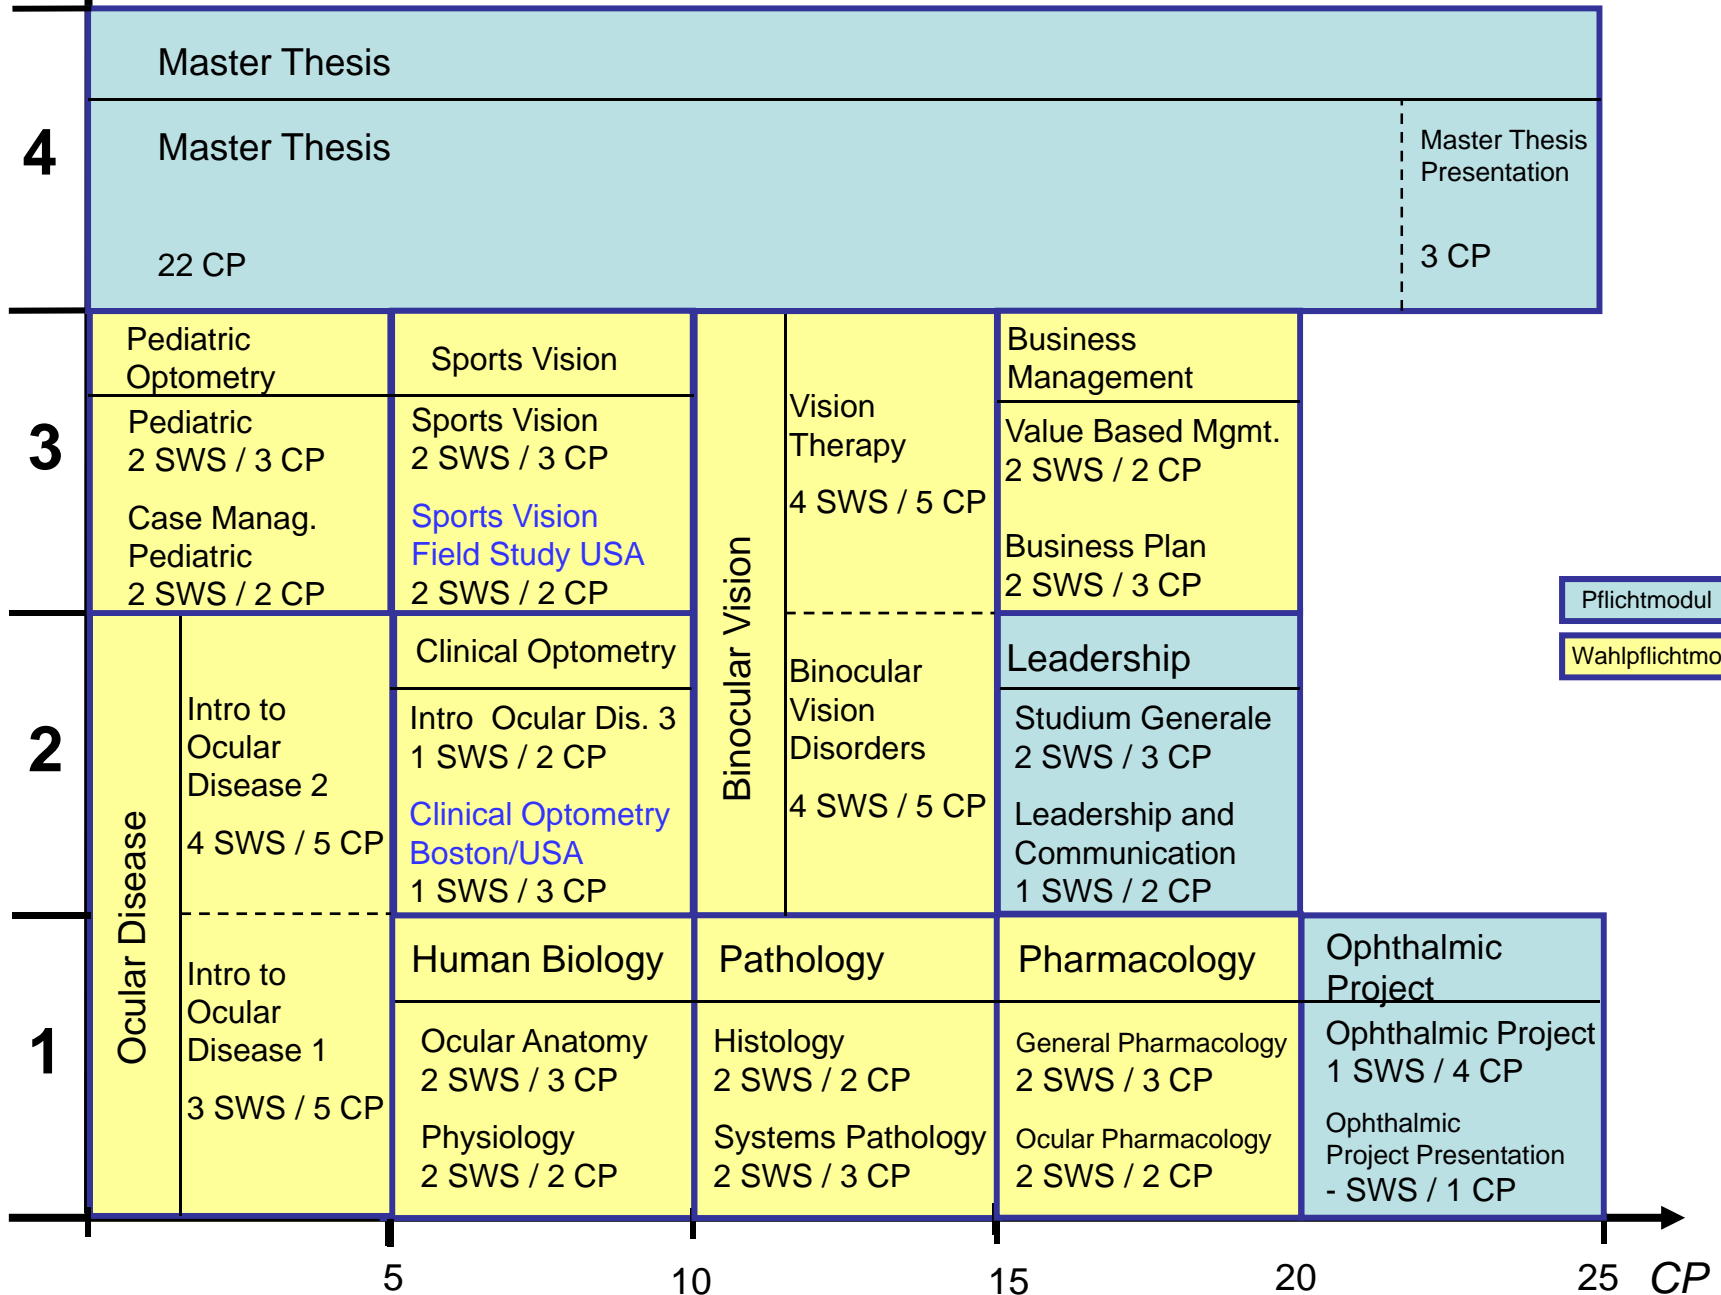 4
Master Thesis
Master Thesis
22 CP
Master Thesis
Presentation
3 CP
3
Pediatric
Optometry
Pediatric
2 SWS / 3 CP
Case Manag.
Pediatric
2 SWS / 2 CP
Sports Vision
Sports Vision
2 SWS / 3 CP
Sports Vision
Field Study USA
2 SWS / 2 CP
Binocular Vision
Vision
Therapy
4 SWS / 5 CP
Business
Management
Value Based Mgmt.
2 SWS / 2 CP
Business Plan
2 SWS / 3 CP
Pflichtmodul
Wahlpflichtmo
2
Ocular Disease
Intro to
Ocular
Disease 2
4 SWS / 5 CP
Clinical Optometry
Intro Ocular Dis. 3
1 SWS / 2 CP
Clinical Optometry
Boston/USA
1 SWS / 3 CP
Binocular
Vision
Disorders
4 SWS / 5 CP
Leadership
Studium Generale
2 SWS / 3 CP
Leadership and
Communication
1 SWS / 2 CP
1
Intro to
Ocular
Disease 1
3 SWS / 5 CP
Human Biology
Ocular Anatomy
2 SWS / 3 CP
Physiology
2 SWS / 2 CP
Pathology
Histology
2 SWS / 2 CP
Systems Pathology
2 SWS / 3 CP
Pharmacology
General Pharmacology
2 SWS / 3 CP
Ocular Pharmacology
2 SWS / 2 CP
Ophthalmic
Project
Ophthalmic Project
1 SWS / 4 CP
Ophthalmic
Project Presentation
- SWS / 1 CP
5 10 15 20 25 CP